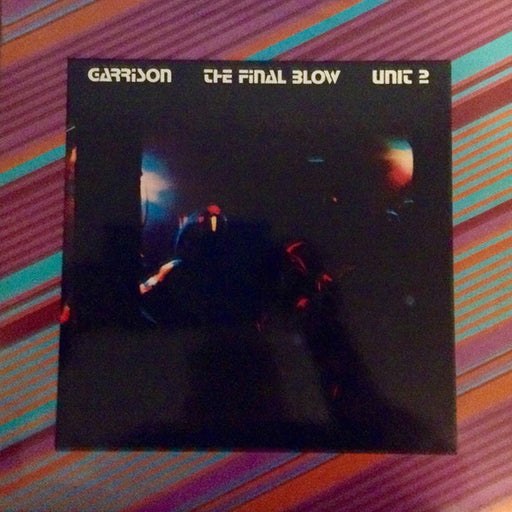 GARRISON THE FINAL BLOW UNIT 2